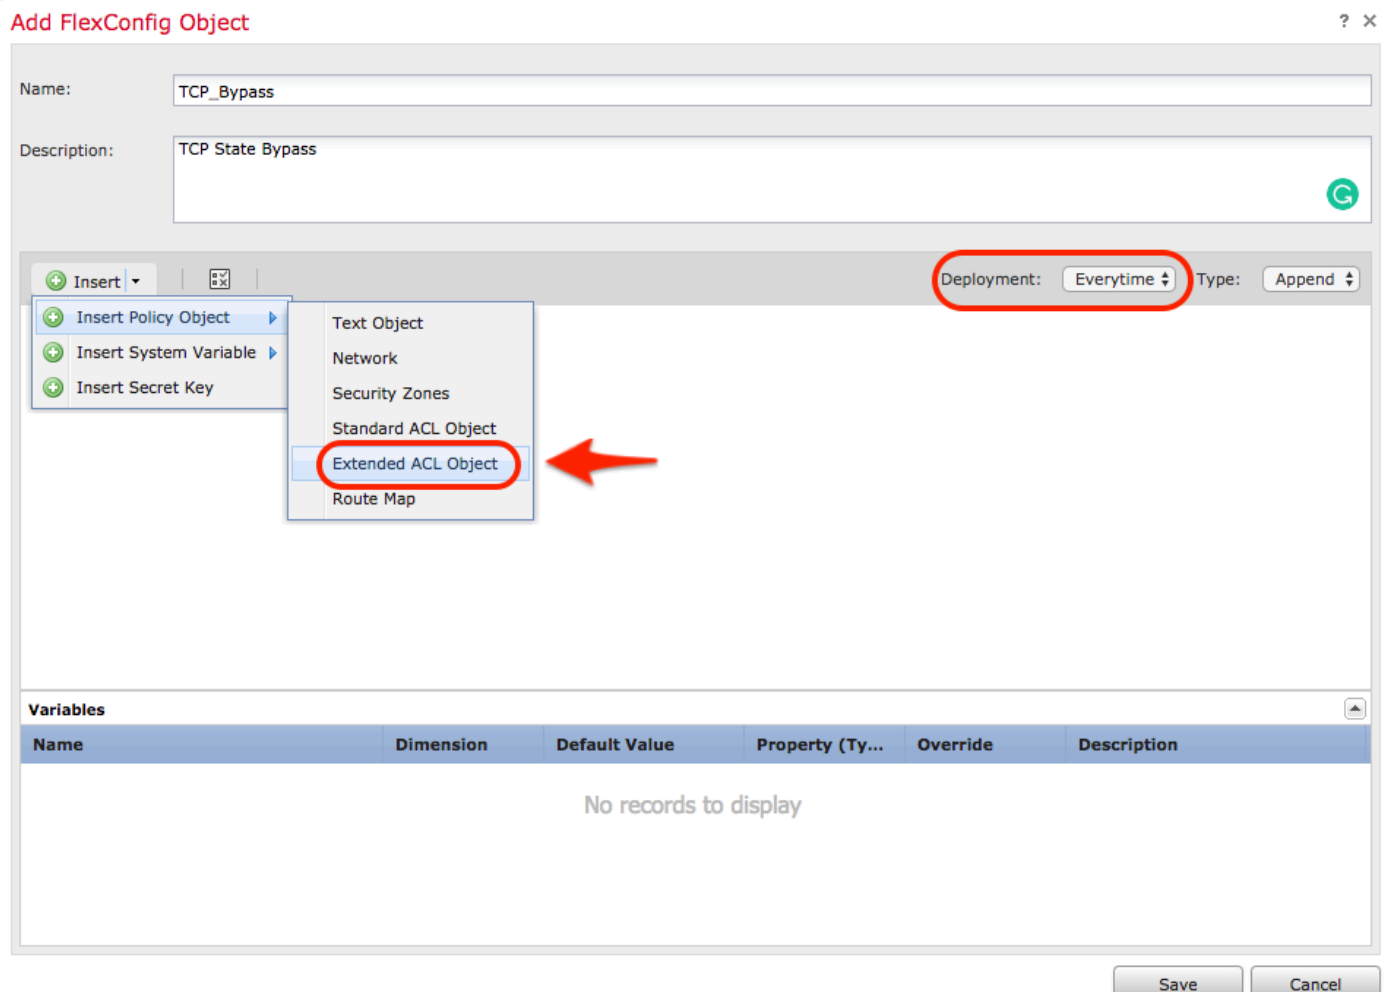 Add FlexConfig Object
? ×
Name:
TCP_Bypass
Description:
TCP State Bypass
Insert
Deployment:
Everytime
Type:
Append
Insert Policy Object
Insert System Variable
Insert Secret Key
Text Object
Network
Security Zones
Standard ACL Object
Extended ACL Object
Route Map
Variables
Name Dimension Default Value Property (Ty... Override Description
No records to display
Save Cancel